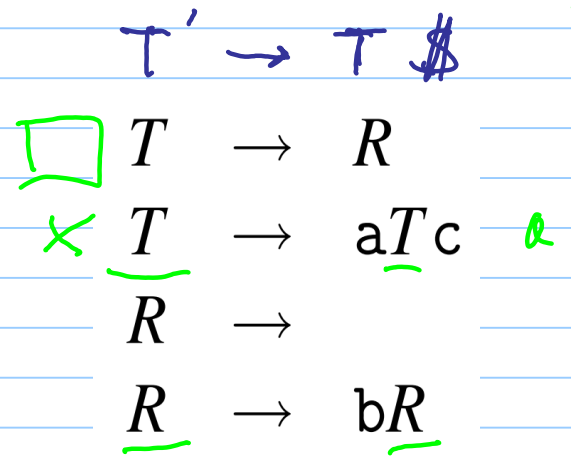 T' → T $
T → R
x T → aTc a
R →
R → bR